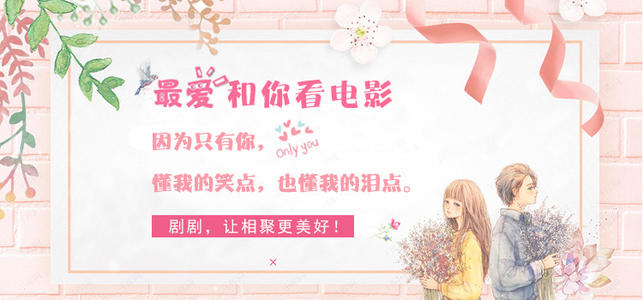 最爱和你看电影
因为只有你，
only you
懂我的笑点，也懂我的泪点。
剧剧，让相聚更美好！
×